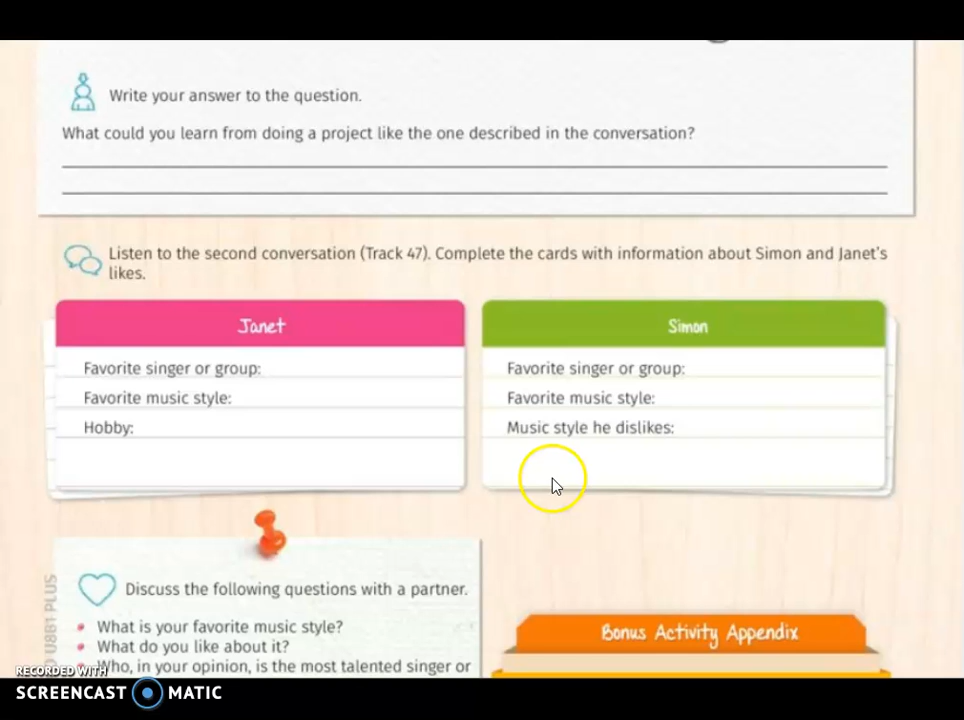 Write your answer to the question.
What could you learn from doing a project like the one described in the conversation?
Listen to the second conversation (Track 47). Complete the cards with information about Simon and Janet's
likes.
Janet
Favorite singer or group:
Favorite music style:
Hobby:
Simon
Favorite singer or group:
Favorite music style:
Music style he dislikes:
Discuss the following questions with a partner.
What is your favorite music style?
What do you like about it?
Who, in your opinion, is the most talented singer or
Bonus Activity Appendix
U8B1 PLUS
RECORDED WITH
SCREENCAST MATIC